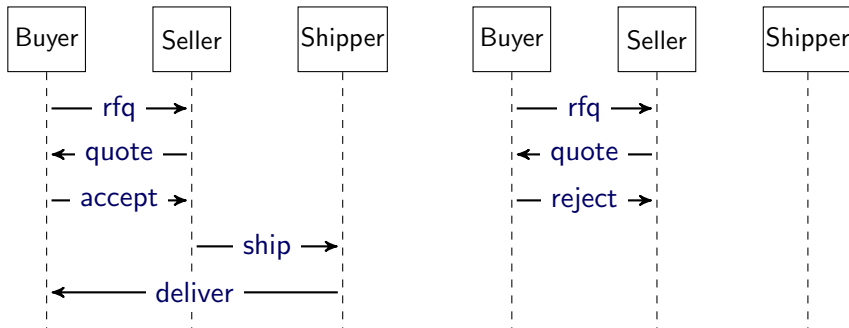 Buyer Seller Shipper
rfq
quote
accept
ship
deliver
Buyer Seller Shipper
rfq
quote
reject